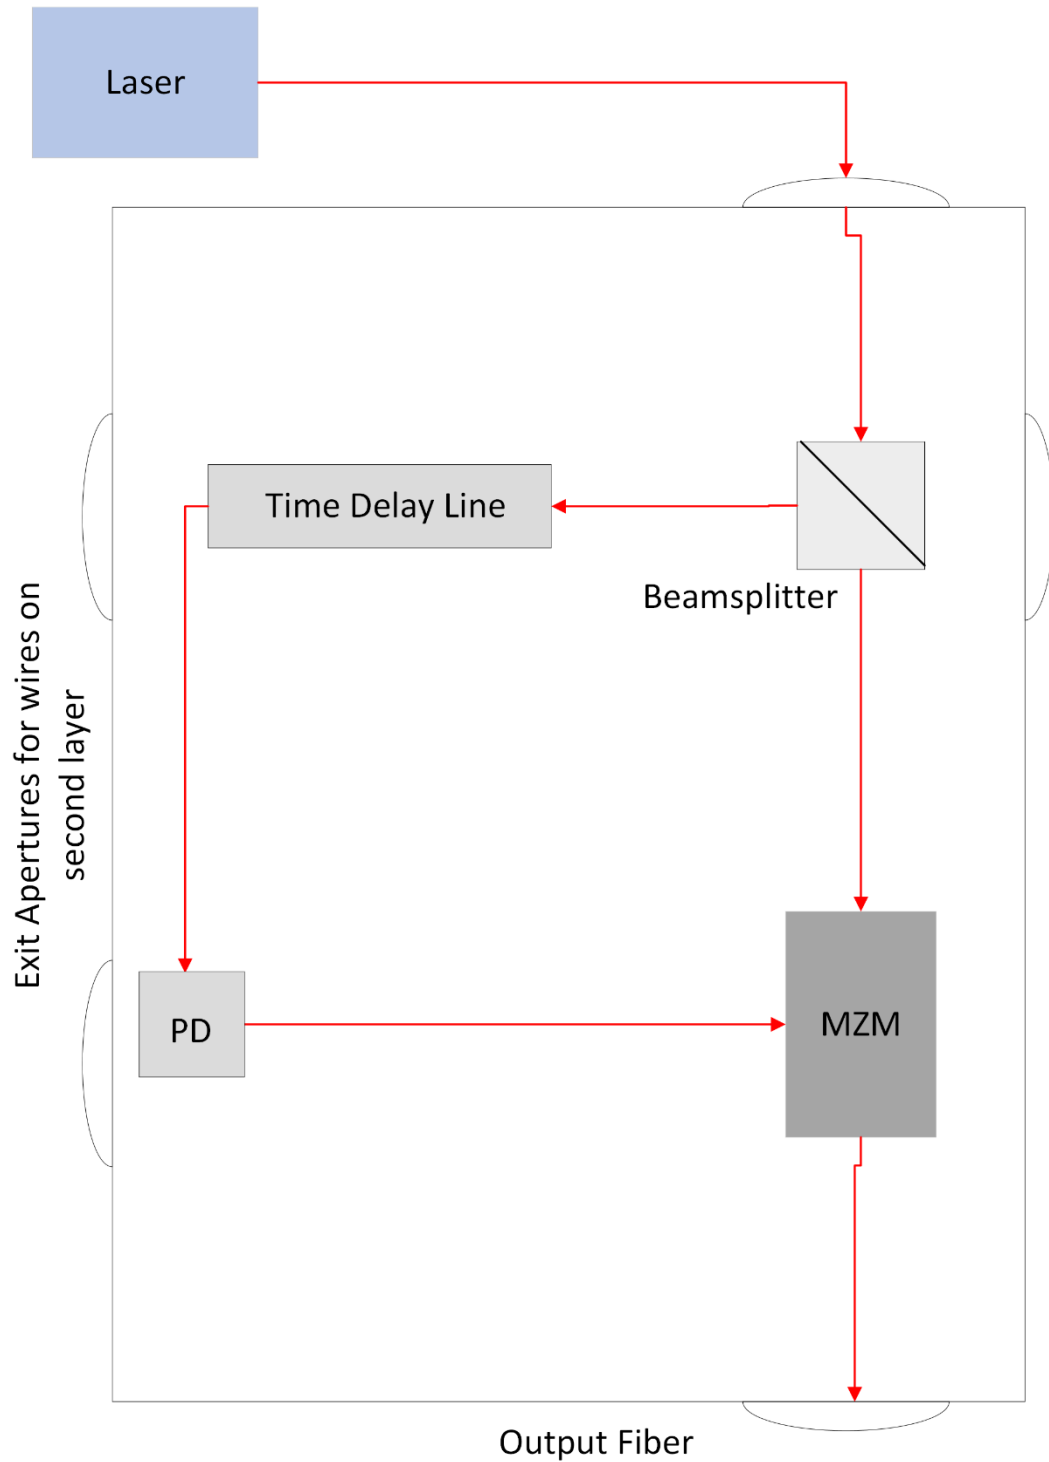 Laser
Time Delay Line
Beamsplitter
Exit Apertures for wires on
second layer
PD
MZM
Output Fiber